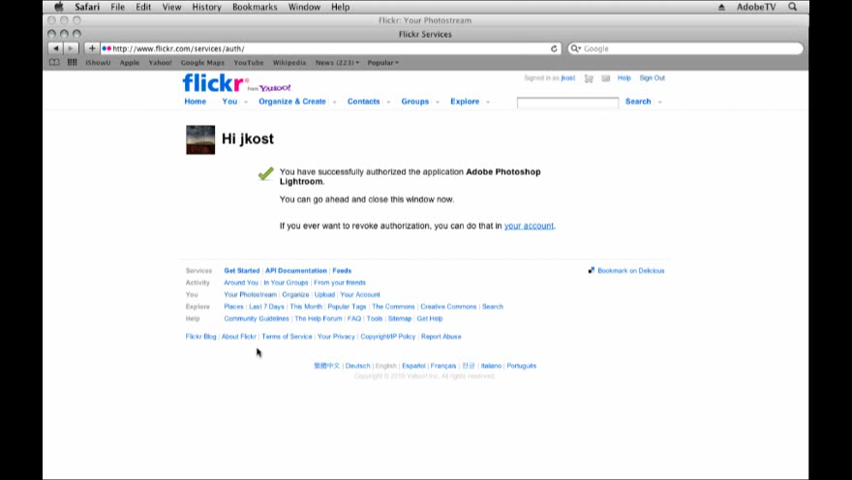 Safari File Edit View History Bookmarks Window Help AdobeTV
Flickr: Your Photostream
Flickr Services
http://www.flickr.com/services/auth/ Google
iShowU Apple Yahoo! Google Maps YouTube Wikipedia News (223) Popular
flickr from YAHOO! Signed in as jkost Help Sign Out
Home You Organize & Create Contacts Groups Explore Search
Hi jkost
You have successfully authorized the application Adobe Photoshop
Lightroom.
You can go ahead and close this window now.
If you ever want to revoke authorization, you can do that in your account.
Services Get Started | API Documentation | Feeds Bookmark on Delicious
Activity Around You | In Your Groups | From your friends
You Your Photostream | Organize | Upload | Your Account
Explore Places | Last 7 Days | This Month | Popular Tags | The Commons | Creative Commons | Search
Help Community Guidelines | The Help Forum | FAQ | Tools | Sitemap | Get Help
Flickr Blog | About Flickr | Terms of Service | Your Privacy | Copyright/IP Policy | Report Abuse
繁體中文 | Deutsch | English | Español | Français | 한글 | Italiano | Português
Copyright © 2010 Yahoo! Inc. All rights reserved.